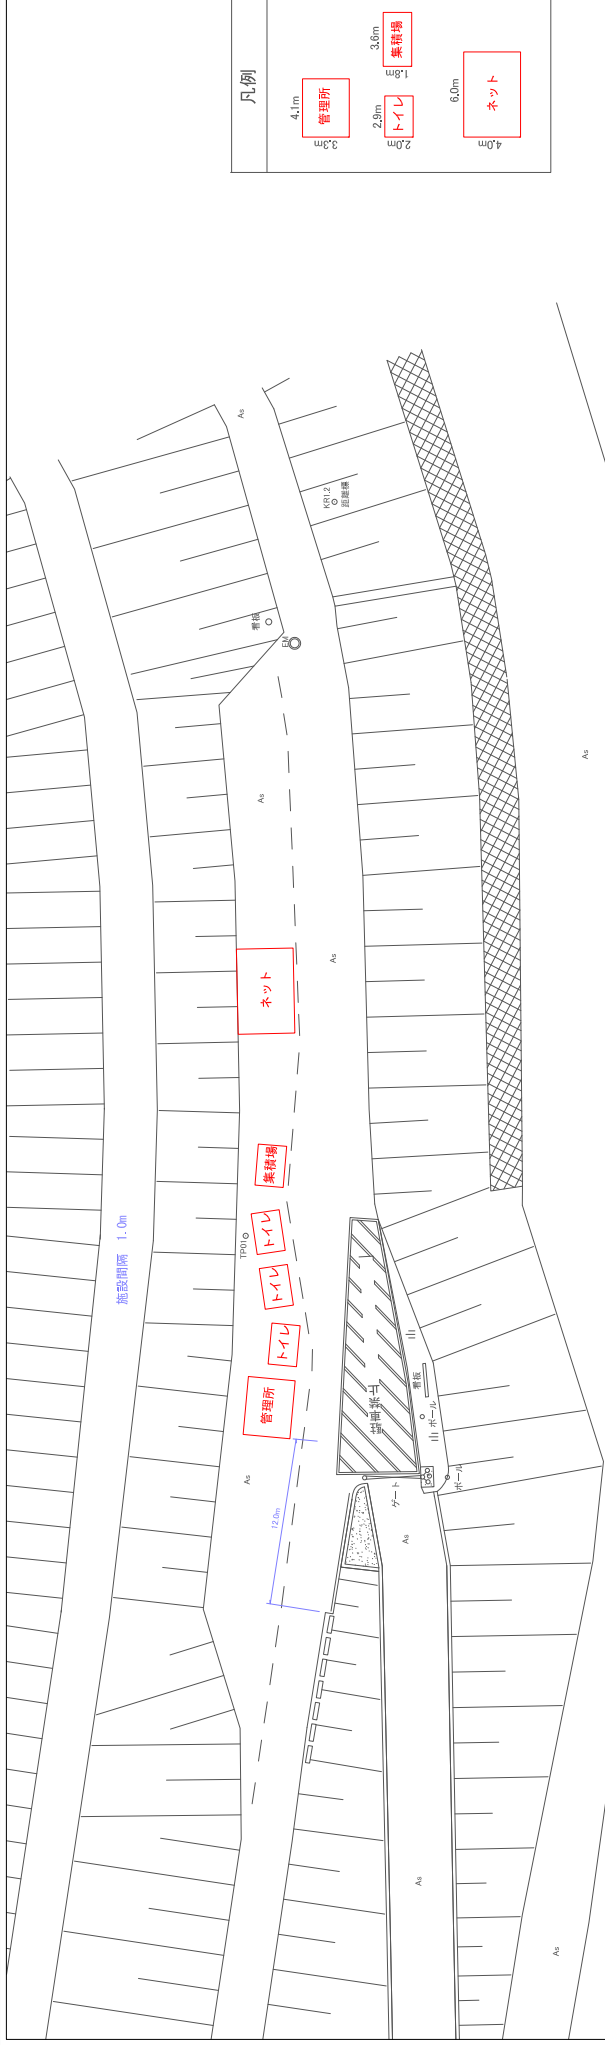 凡例
4.1m
管理所
3.3m
3.6m
集積場
1.8m
2.9m
トイレ
2.0m
6.0m
ネット
4.0m
As
KR1.2
距離標
看板
EM
As
As
As
ネット
集積場
TP01
トイレ
トイレ
トイレ
管理所
施設間隔 1.0m
12.0m
As
駐車禁止
看板
ポール
ポール
ゲート
As
As
As